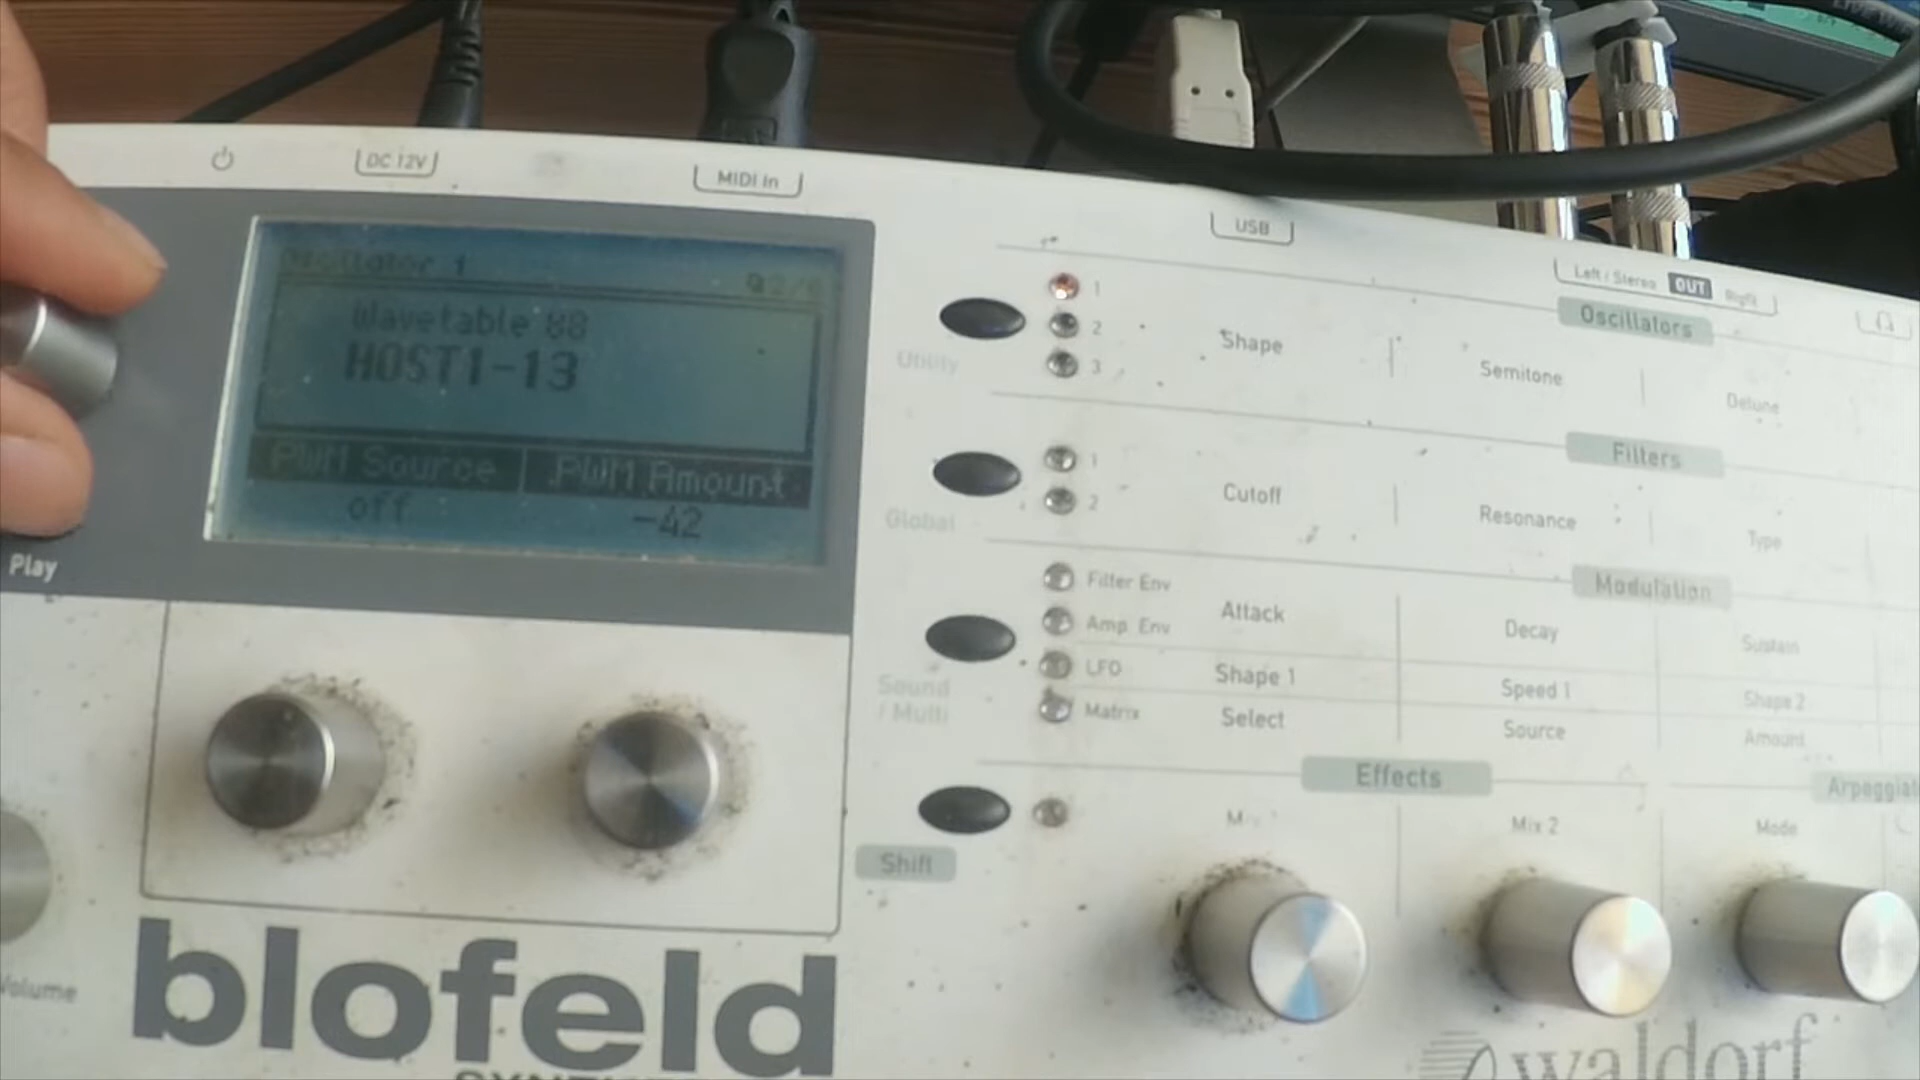 DC 12V
MIDI In
USB
Left / Stereo OUT Right
Oscillator 1
Wavetable 88
HOST1-13
PWM Source PWM Amount
off -42
Play
Volume
Utility
1
2
3
Oscillators
Shape Semitone Detune
Filters
Global
1
2
Cutoff Resonance Type
Modulation
Filter Env Attack Decay Sustain
Amp Env
LFO Shape 1 Speed 1 Shape 2
Matrix Select Source Amount
Sound
/ Multi
Effects
Mix 2 Mode
Shift
blofeld
waldorf